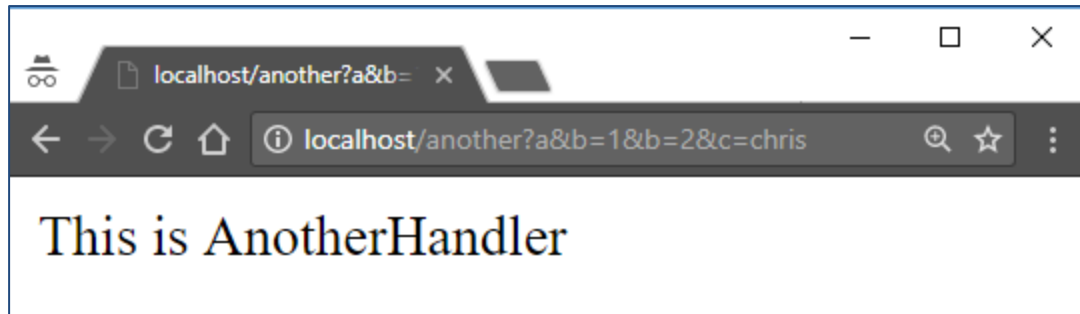 localhost/another?a&b=
localhost/another?a&b=1&b=2&c=chris
This is AnotherHandler